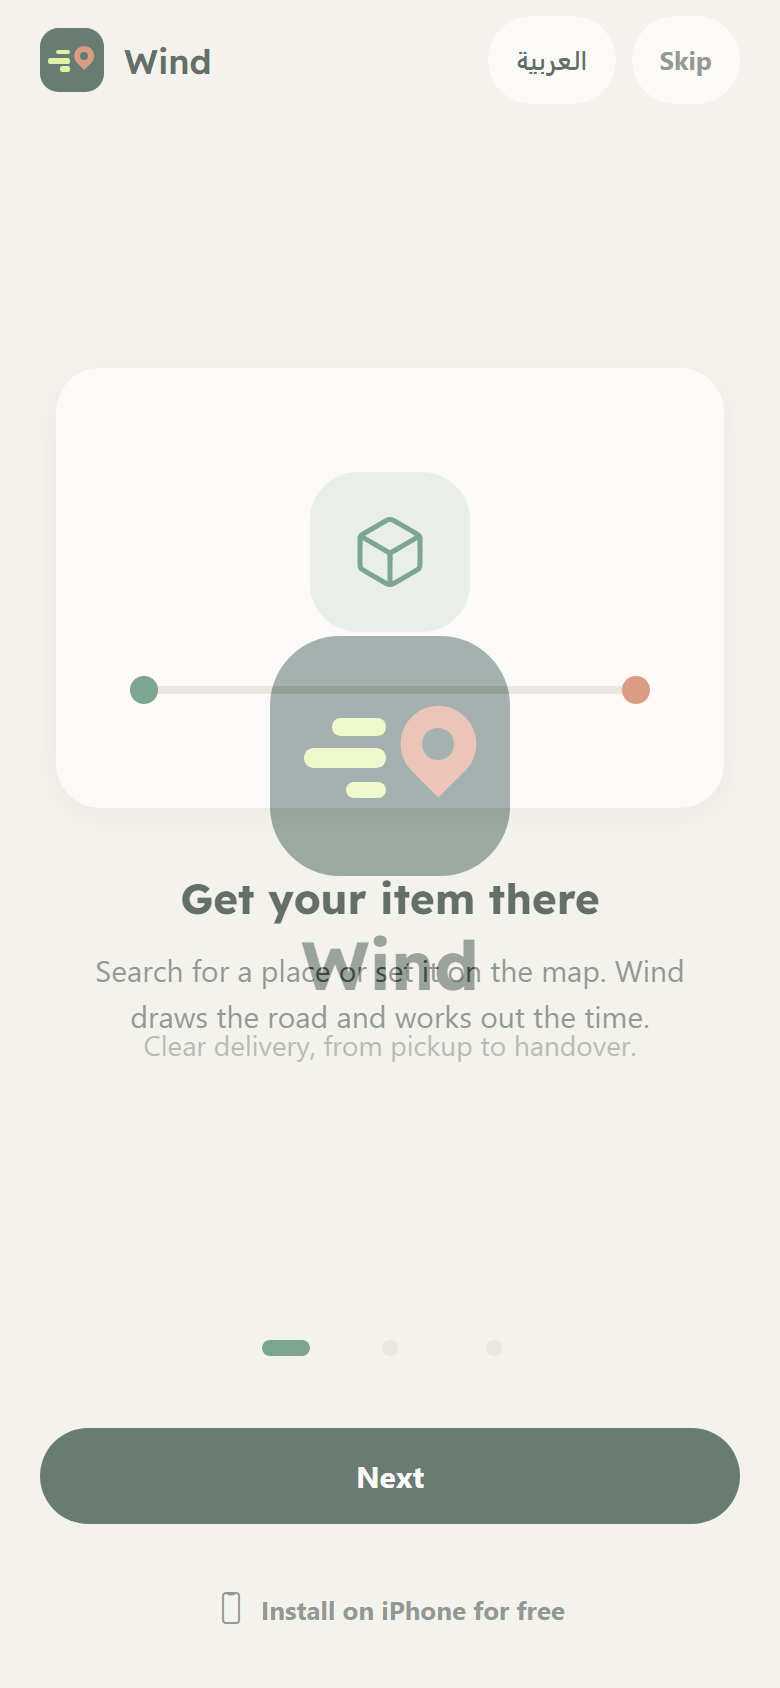 Wind
العربية
Skip
Get your item there
Wind
Search for a place or set it on the map. Wind
draws the road and works out the time.
Clear delivery, from pickup to handover.
Next
Install on iPhone for free